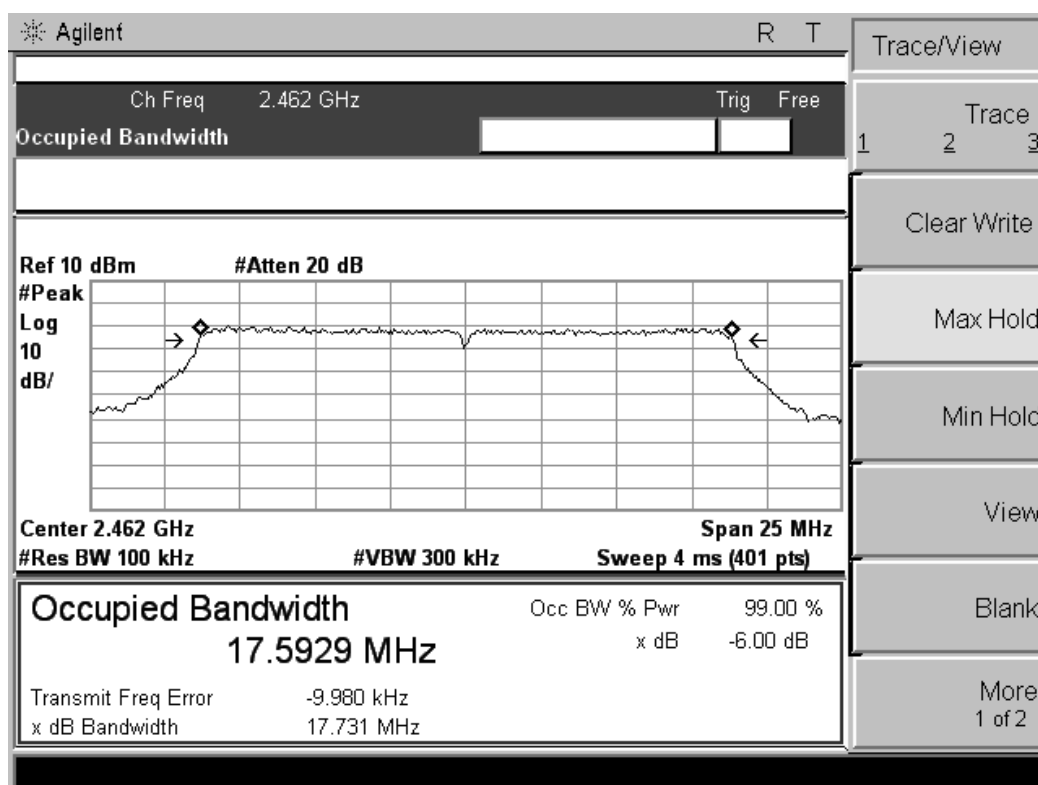 Agilent R T
Ch Freq 2.462 GHz Trig Free
Occupied Bandwidth
Ref 10 dBm #Atten 20 dB
#Peak
Log
10
dB/
Center 2.462 GHz Span 25 MHz
#Res BW 100 kHz #VBW 300 kHz Sweep 4 ms (401 pts)
Occupied Bandwidth
17.5929 MHz
Occ BW % Pwr 99.00 %
x dB -6.00 dB
Transmit Freq Error -9.980 kHz
x dB Bandwidth 17.731 MHz
Trace/View
Trace
1 2 3
Clear Write
Max Hold
Min Hold
View
Blank
More
1 of 2